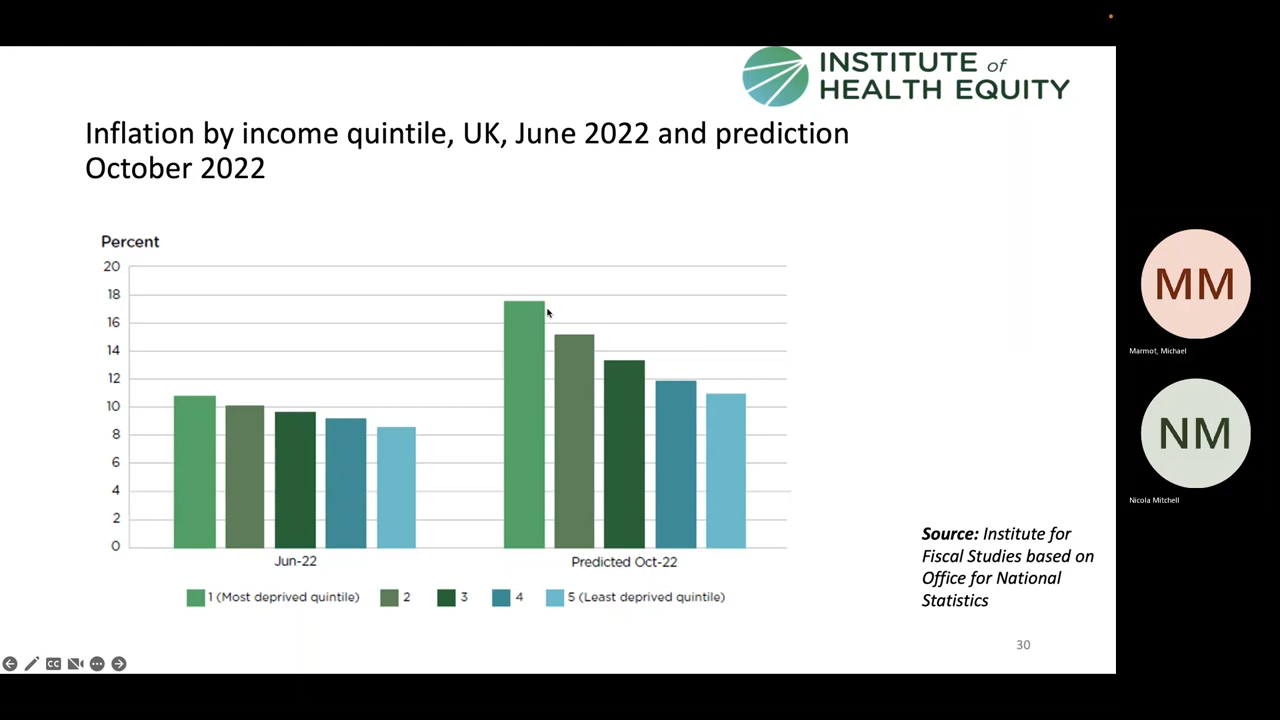 INSTITUTE of
HEALTH EQUITY
Inflation by income quintile, UK, June 2022 and prediction
October 2022
Percent
20
18
16
14
12
10
8
6
4
2
0
Jun-22
Predicted Oct-22
1 (Most deprived quintile)
2
3
4
5 (Least deprived quintile)
Source: Institute for
Fiscal Studies based on
Office for National
Statistics
30
CC
MM
Marmot, Michael
NM
Nicola Mitchell